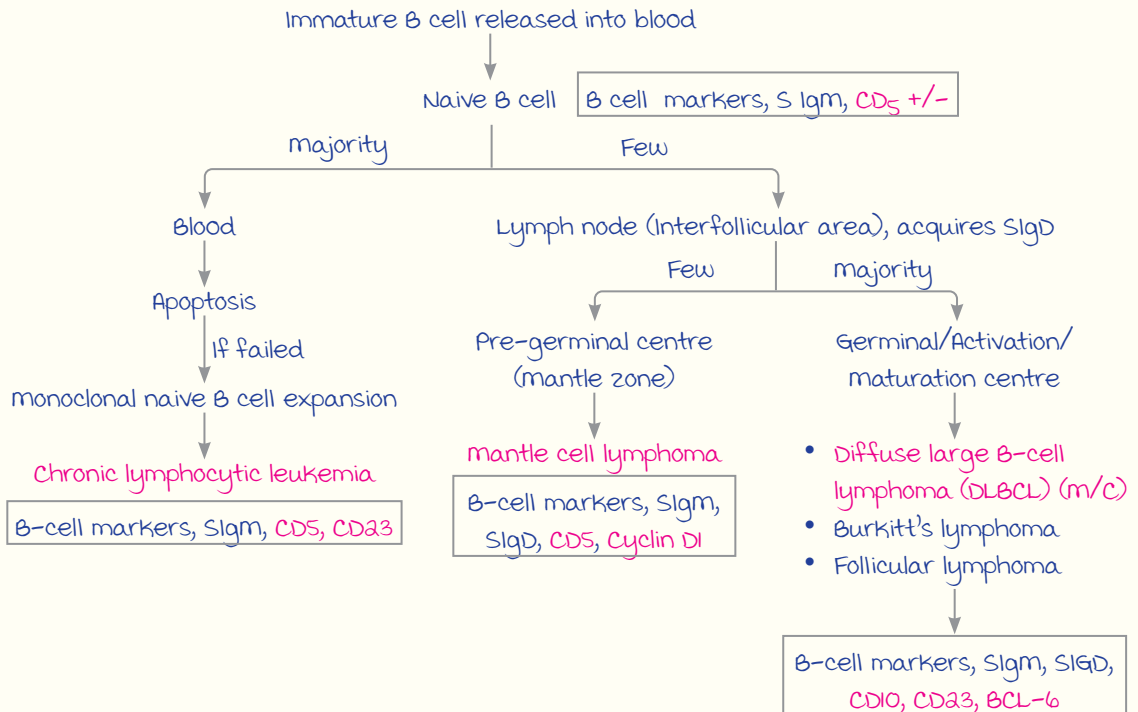 Immature B cell released into blood
Naive B cell
B cell markers, S Igm, CD5 +/-
majority
Few
Blood
Lymph node (Interfollicular area), acquires SIgD
Few
majority
Apoptosis
If failed
monoclonal naive B cell expansion
Chronic lymphocytic leukemia
B-cell markers, SIgm, CD5, CD23
Pre-germinal centre
(mantle zone)
mantle cell lymphoma
B-cell markers, SIgm,
SIgD, CD5, Cyclin D1
Germinal/Activation/
maturation centre
• Diffuse large B-cell
lymphoma (DLBCL) (m/C)
• Burkitt's lymphoma
• Follicular lymphoma
B-cell markers, SIgm, SIGD,
CD10, CD23, BCL-6